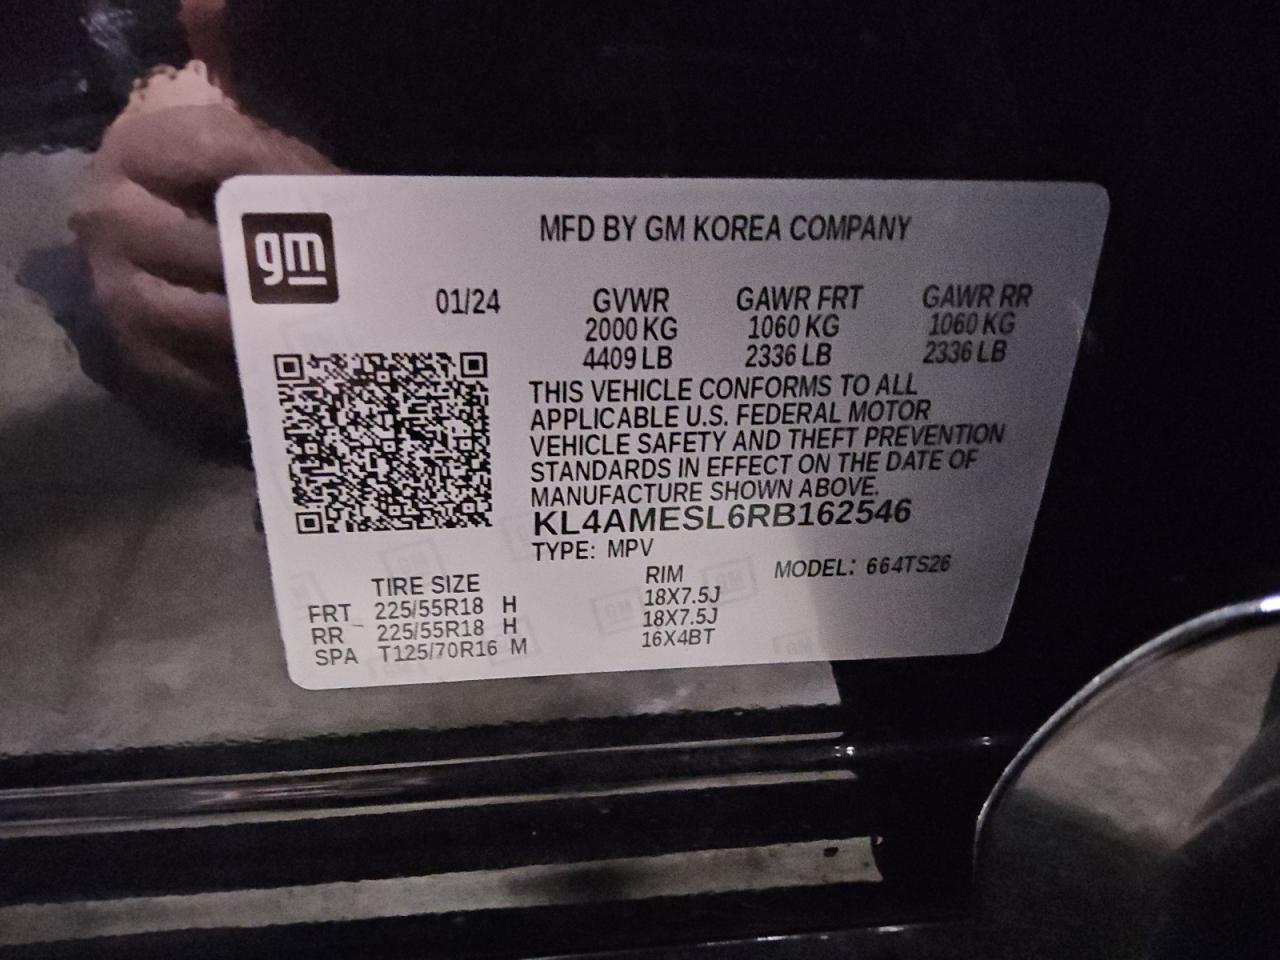 gm
MFD BY GM KOREA COMPANY
01/24 GVWR GAWR FRT GAWR RR
2000 KG 1060 KG 1060 KG
4409 LB 2336 LB 2336 LB
THIS VEHICLE CONFORMS TO ALL
APPLICABLE U.S. FEDERAL MOTOR
VEHICLE SAFETY AND THEFT PREVENTION
STANDARDS IN EFFECT ON THE DATE OF
MANUFACTURE SHOWN ABOVE.
KL4AMESL6RB162546
TYPE: MPV
TIRE SIZE RIM MODEL: 664TS26
FRT 225/55R18 H 18X7.5J
RR 225/55R18 H 18X7.5J
SPA T125/70R16 M 16X4BT